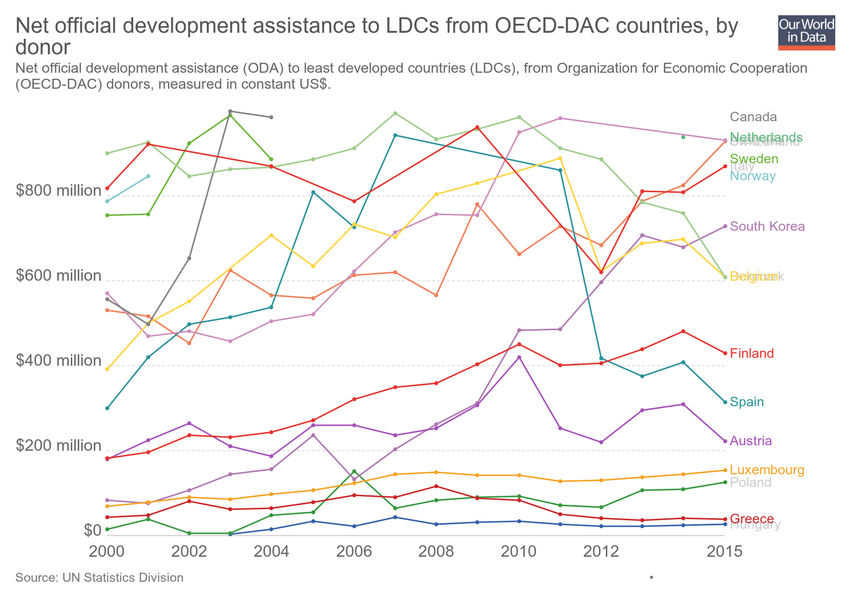 Net official development assistance to LDCs from OECD-DAC countries, by
donor
Our World
in Data
Net official development assistance (ODA) to least developed countries (LDCs), from Organization for Economic Cooperation
(OECD-DAC) donors, measured in constant US$.
Canada
Netherlands
Switzerland
Sweden
Italy
Norway
$800 million
South Korea
$600 million
Belgium
Denmark
$400 million
Finland
Spain
$200 million
Austria
Luxembourg
Poland
Greece
Hungary
$0
2000 2002 2004 2006 2008 2010 2012 2015
Source: UN Statistics Division